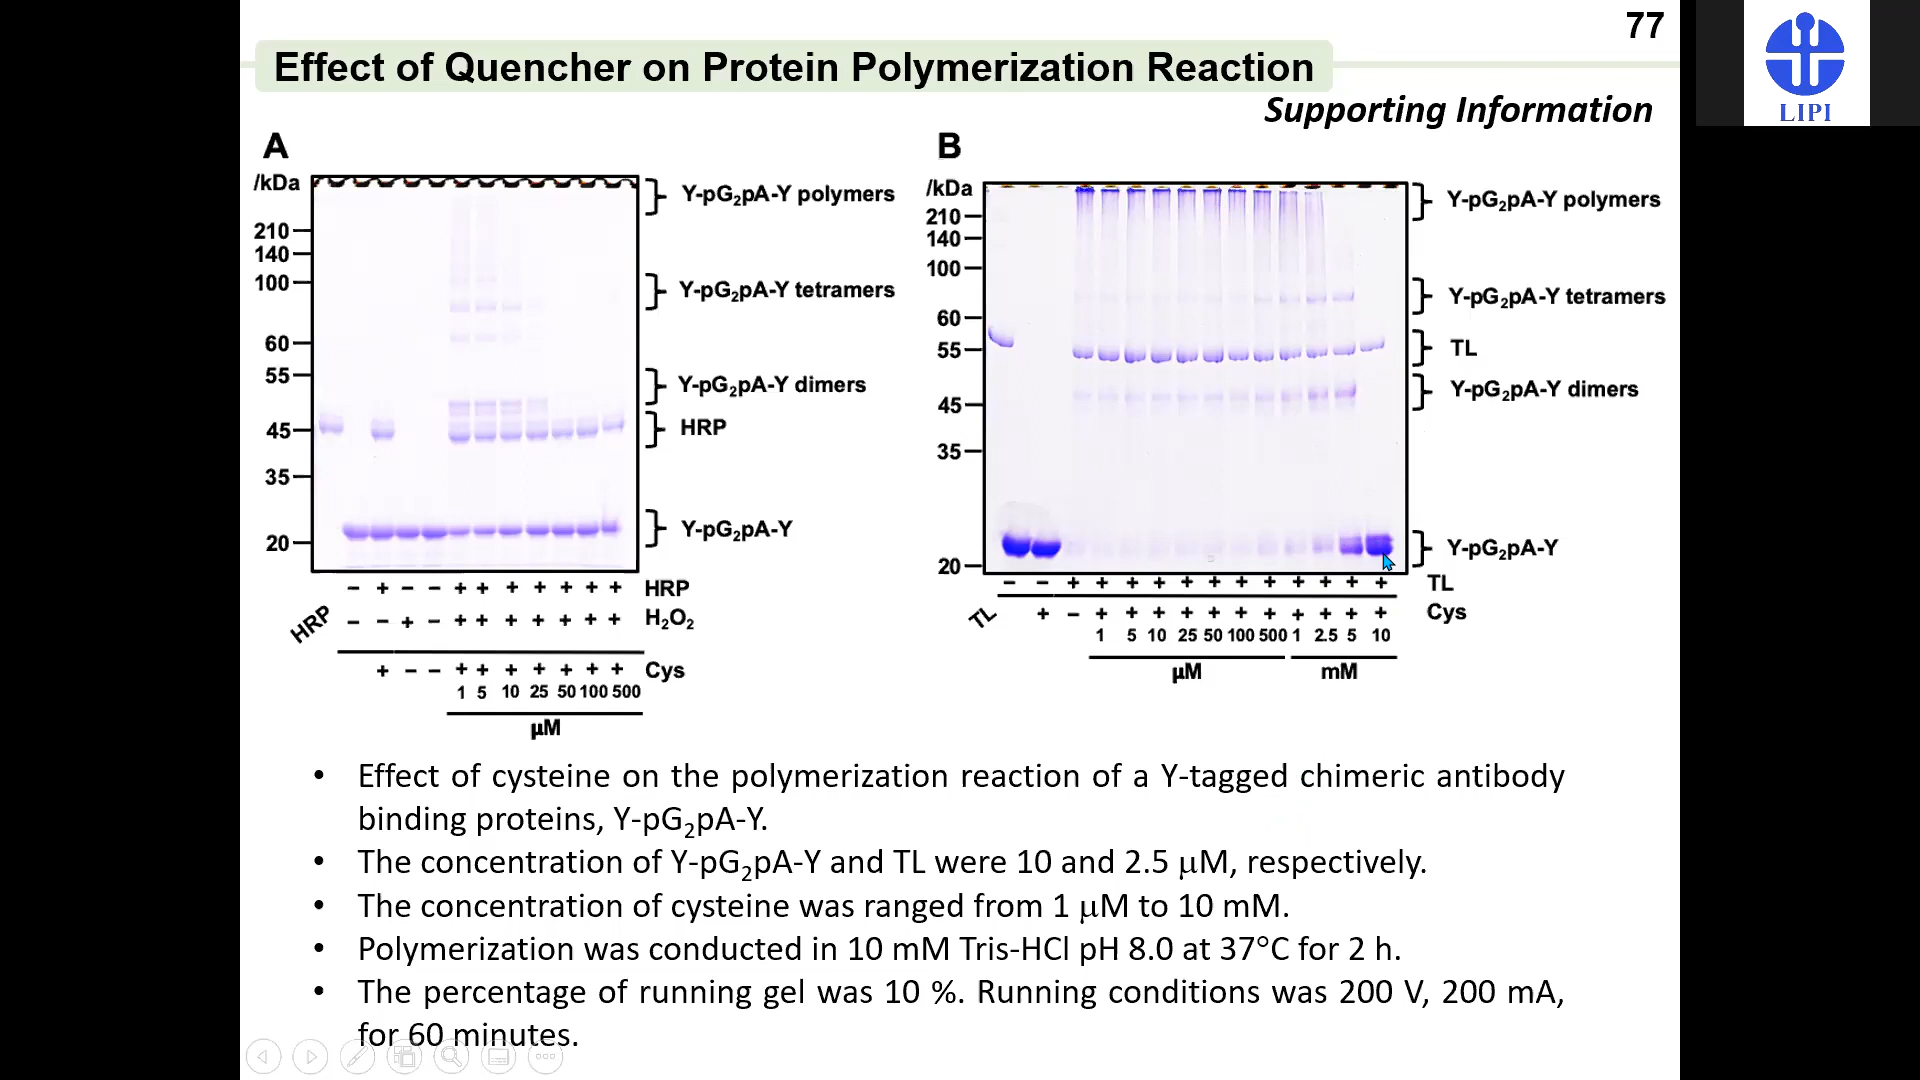 77
Effect of Quencher on Protein Polymerization Reaction
LIPI
Supporting Information
A
/kDa
210
140
100
60
55
45
35
20
Y-pG₂pA-Y polymers
Y-pG₂pA-Y tetramers
Y-pG₂pA-Y dimers
HRP
Y-pG₂pA-Y
HRP
− + − − + + + + + + + HRP
− − + − + + + + + + + H₂O₂
+ − − + + + + + + + Cys
1 5 10 25 50 100 500
µM
B
/kDa
210
140
100
60
55
45
35
20
Y-pG₂pA-Y polymers
Y-pG₂pA-Y tetramers
TL
Y-pG₂pA-Y dimers
Y-pG₂pA-Y
TL
− − + + + + + + + + + + + + TL
+ − + + + + + + + + + + + Cys
1 5 10 25 50 100 500 1 2.5 5 10
µM mM
• Effect of cysteine on the polymerization reaction of a Y-tagged chimeric antibody
binding proteins, Y-pG₂pA-Y.
• The concentration of Y-pG₂pA-Y and TL were 10 and 2.5 µM, respectively.
• The concentration of cysteine was ranged from 1 µM to 10 mM.
• Polymerization was conducted in 10 mM Tris-HCl pH 8.0 at 37°C for 2 h.
• The percentage of running gel was 10 %. Running conditions was 200 V, 200 mA,
for 60 minutes.